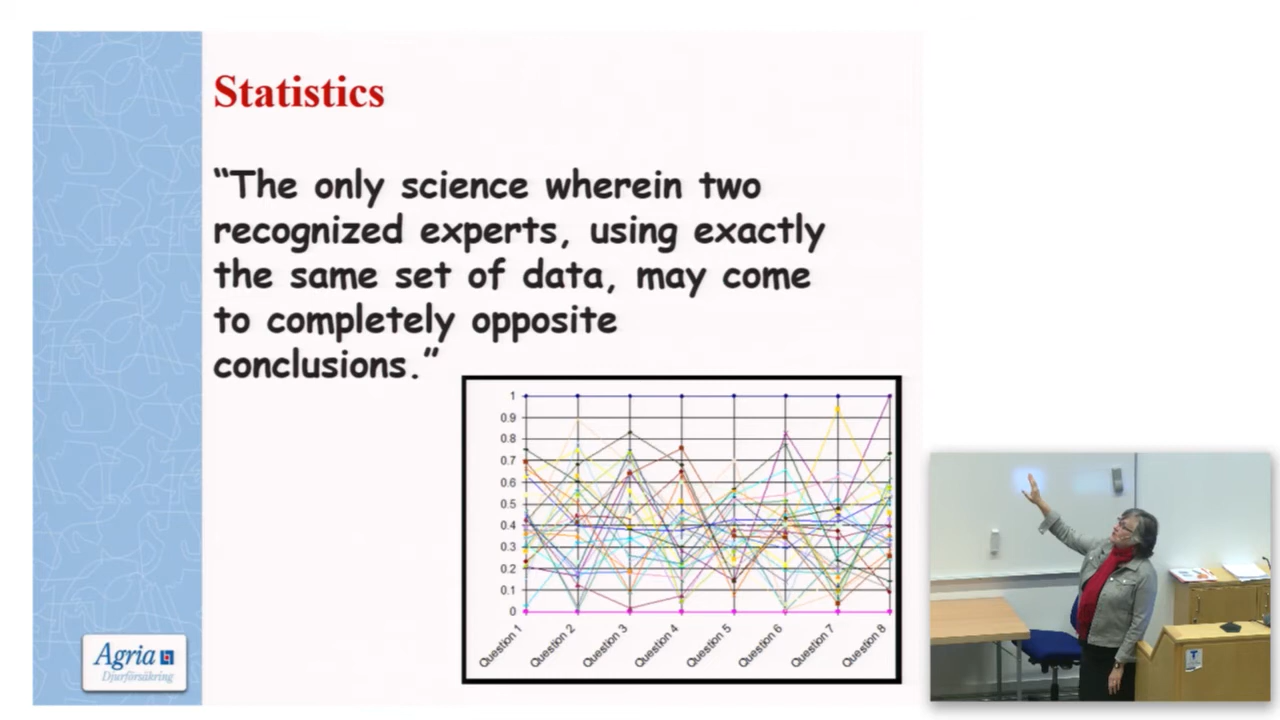 Statistics
“The only science wherein two
recognized experts, using exactly
the same set of data, may come
to completely opposite
conclusions.”
1
0.9
0.8
0.7
0.6
0.5
0.4
0.3
0.2
0.1
0
Question 1
Question 2
Question 3
Question 4
Question 5
Question 6
Question 7
Question 8
Agria
Djurförsäkring
T